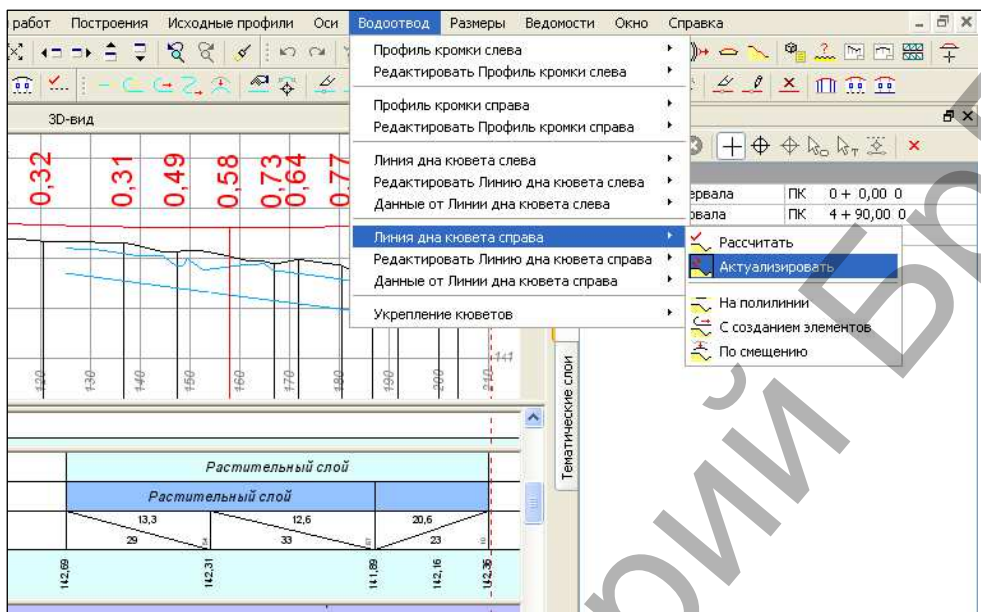 работ Построения Исходные профили Оси Водоотвод Размеры Ведомости Окно Справка
Профиль кромки слева
Редактировать Профиль кромки слева
Профиль кромки справа
Редактировать Профиль кромки справа
Линия дна кювета слева
Редактировать Линию дна кювета слева
Данные от Линии дна кювета слева
Линия дна кювета справа
Редактировать Линию дна кювета справа
Данные от Линии дна кювета справа
Укрепление кюветов
Рассчитать
Актуализировать
На полилинии
С созданием элементов
По смещению
3D-вид
0,32 0,31 0,49 0,58 0,73 0,64 0,77
ервала ПК 0 + 0,00 0
рвала ПК 4 + 90,00 0
1:1
120 130 140 150 160 170 180 190 200 210
Тематические слои
Растительный слой
Растительный слой
13,3 12,6 20,6
29 33 23
142,69 142,31 141,89 142,16 142,36
рий Бр